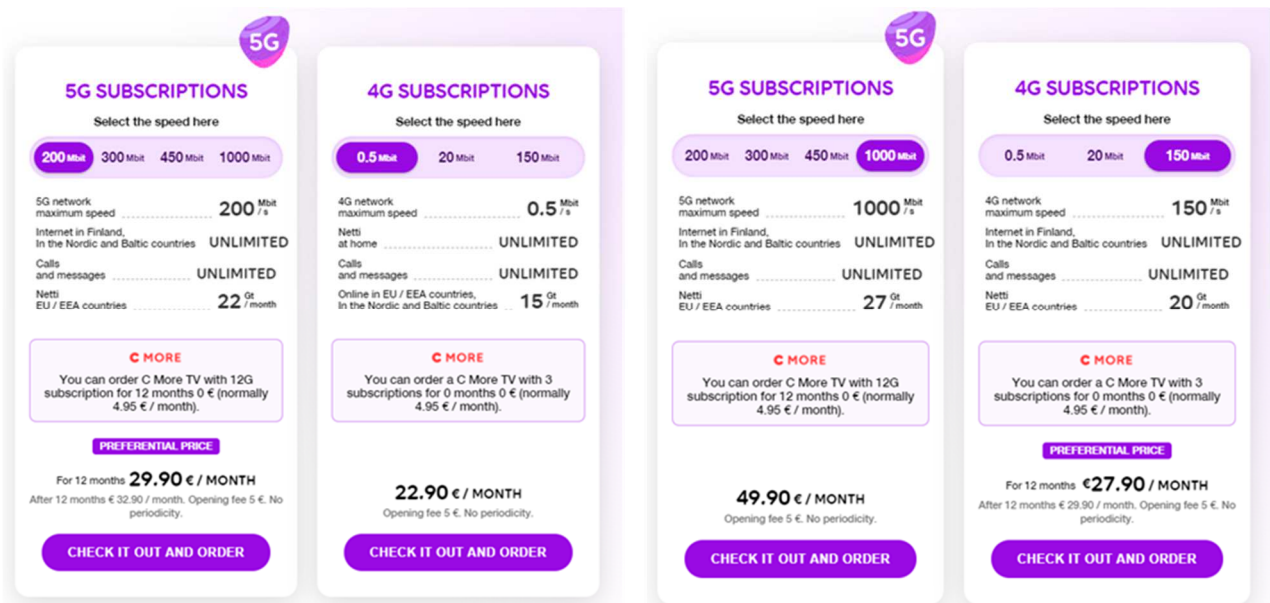 5G
5G SUBSCRIPTIONS
Select the speed here
200 Mbit 300 Mbit 450 Mbit 1000 Mbit
5G network
maximum speed 200 Mbit / s
Internet in Finland,
In the Nordic and Baltic countries UNLIMITED
Calls
and messages UNLIMITED
Netti
EU / EEA countries 22 Gt / month
C MORE
You can order C More TV with 12G
subscription for 12 months 0 € (normally
4.95 € / month).
PREFERENTIAL PRICE
For 12 months 29.90 € / MONTH
After 12 months € 32.90 / month. Opening fee 5 €. No
periodicity.
CHECK IT OUT AND ORDER
4G SUBSCRIPTIONS
Select the speed here
0.5 Mbit 20 Mbit 150 Mbit
4G network
maximum speed 0.5 Mbit / s
Netti
at home UNLIMITED
Calls
and messages UNLIMITED
Online in EU / EEA countries,
In the Nordic and Baltic countries 15 Gt / month
C MORE
You can order a C More TV with 3
subscriptions for 0 months 0 € (normally
4.95 € / month).
22.90 € / MONTH
Opening fee 5 €. No periodicity.
CHECK IT OUT AND ORDER
5G
5G SUBSCRIPTIONS
Select the speed here
200 Mbit 300 Mbit 450 Mbit 1000 Mbit
5G network
maximum speed 1000 Mbit / s
Internet in Finland,
In the Nordic and Baltic countries UNLIMITED
Calls
and messages UNLIMITED
Netti
EU / EEA countries 27 Gt / month
C MORE
You can order C More TV with 12G
subscription for 12 months 0 € (normally
4.95 € / month).
49.90 € / MONTH
Opening fee 5 €. No periodicity.
CHECK IT OUT AND ORDER
4G SUBSCRIPTIONS
Select the speed here
0.5 Mbit 20 Mbit 150 Mbit
4G network
maximum speed 150 Mbit / s
Internet in Finland,
In the Nordic and Baltic countries UNLIMITED
Calls
and messages UNLIMITED
Netti
EU / EEA countries 20 Gt / month
C MORE
You can order a C More TV with 3
subscriptions for 0 months 0 € (normally
4.95 € / month).
PREFERENTIAL PRICE
For 12 months €27.90 / MONTH
After 12 months € 29.90 / month. Opening fee 5 €. No
periodicity.
CHECK IT OUT AND ORDER